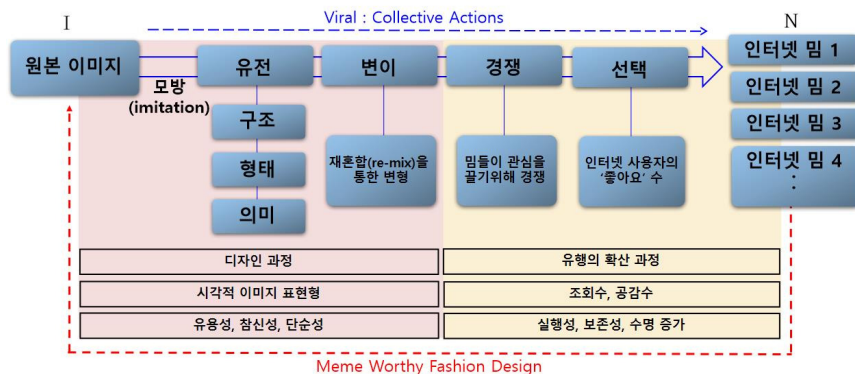 Viral : Collective Actions
I
N
원본 이미지
모방
(imitation)
유전
변이
경쟁
선택
구조
형태
의미
재혼합(re-mix)을
통한 변형
밈들이 관심을
끌기위해 경쟁
인터넷 사용자의
‘좋아요’ 수
인터넷 밈 1
인터넷 밈 2
인터넷 밈 3
인터넷 밈 4
:
디자인 과정
유행의 확산 과정
시각적 이미지 표현형
조회수, 공감수
유용성, 참신성, 단순성
실행성, 보존성, 수명 증가
Meme Worthy Fashion Design